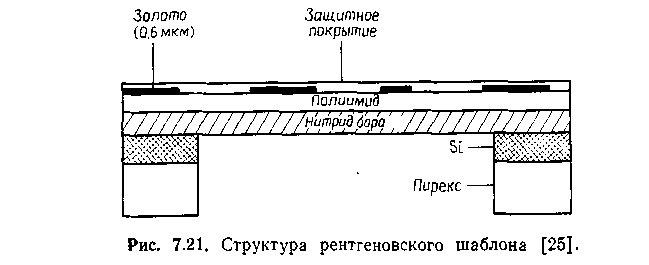 Золото
(0,6 мкм)
Защитное
покрытие
Полиимид
Нитрид бора
Si
Пирекс
Рис. 7.21. Структура рентгеновского шаблона [25].